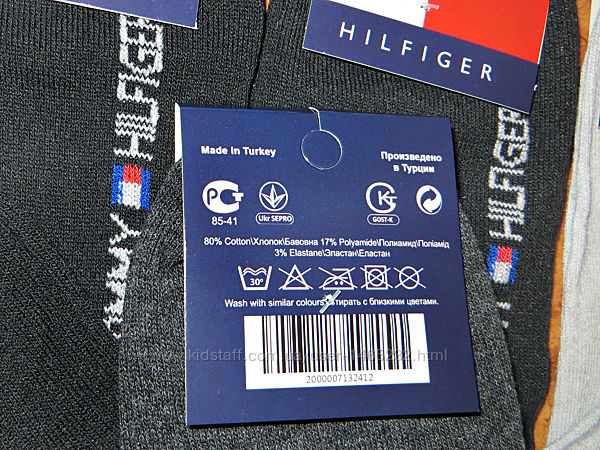 HILFIGER
HILFIGER
HILFIGER
Made in Turkey
Произведено
в Турции
РСТ
85-41
Ukr SEPRO
GOST-K
80% Cotton\Хлопок/Бавовна 17% Polyamide/Полиамид/Поліамід
3% Elastane\Эластан/Еластан
30°
Wash with similar colours\стирать с близкими цветами.
2000007132412